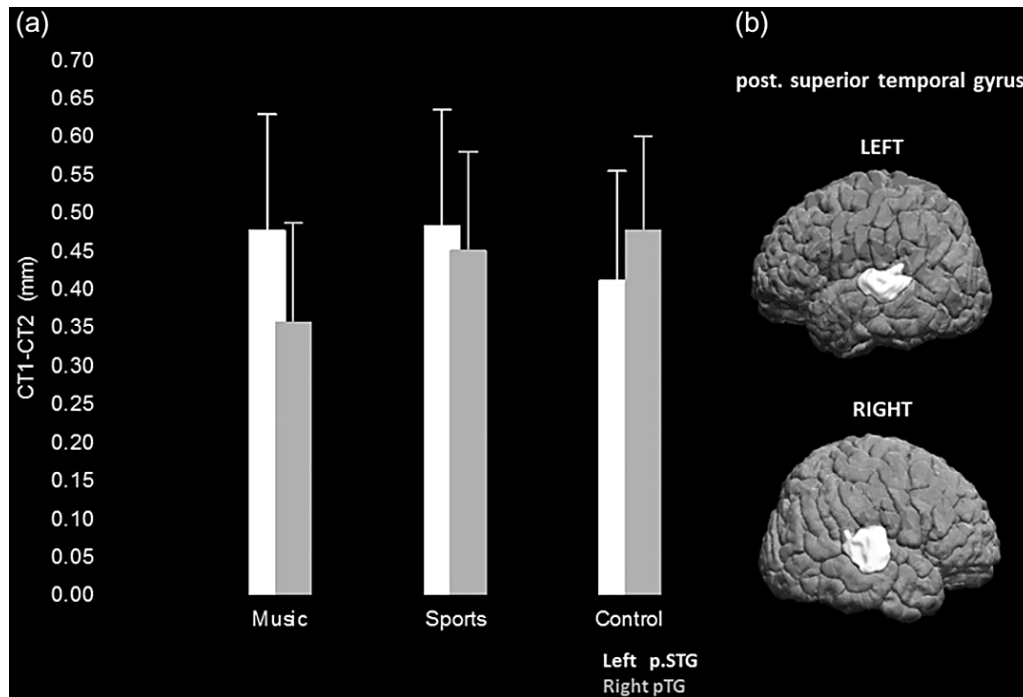 (a)
0.70
0.65
0.60
0.55
0.50
0.45
0.40
0.35
0.30
0.25
0.20
0.15
0.10
0.05
0.00
CT1-CT2 (mm)
Music
Sports
Control
Left p.STG
Right pTG
(b)
post. superior temporal gyrus
LEFT
RIGHT